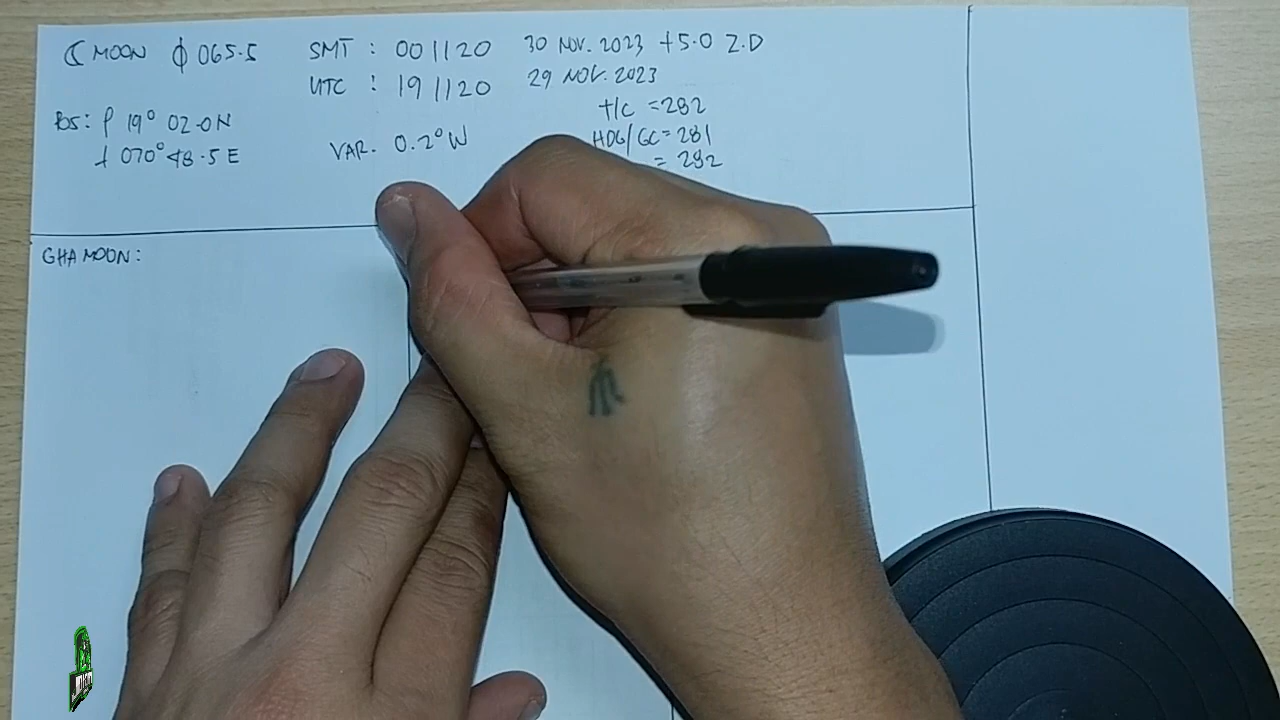 ☾ MOON ϕ 065.5
SMT : 001120 30 NOV. 2023 +5.0 Z.D
UTC : 191120 29 NOV. 2023
POS: φ 19° 02.0N
λ 070° 48.5 E
VAR. 0.2° W
T/C = 282
HDG/GC = 281
= 282
GHA MOON: